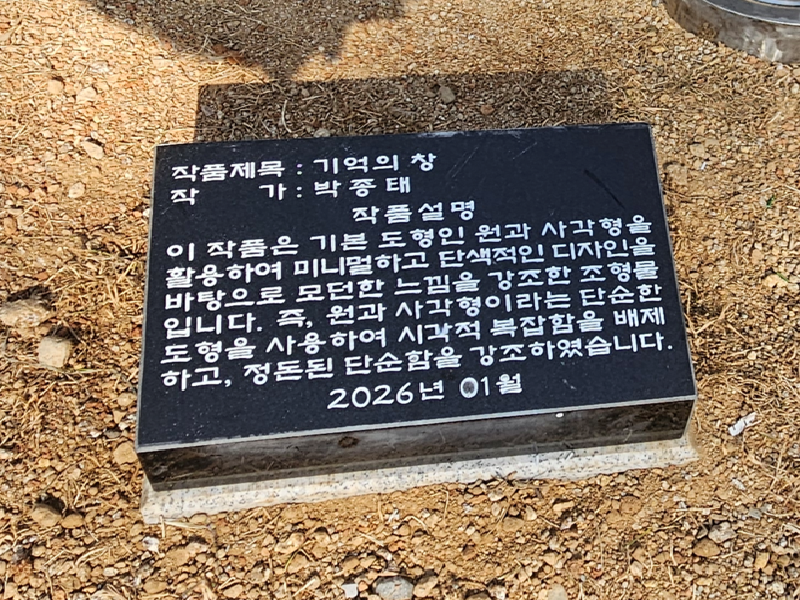 작품제목 : 기억의 창
작 가 : 박종태
작품설명
이 작품은 기본 도형인 원과 사각형을
활용하여 미니멀하고 단색적인 디자인을
바탕으로 모던한 느낌을 강조한 조형물
입니다. 즉, 원과 사각형이라는 단순한
도형을 사용하여 시각적 복잡함을 배제
하고, 정돈된 단순함을 강조하였습니다.
2026년 01월